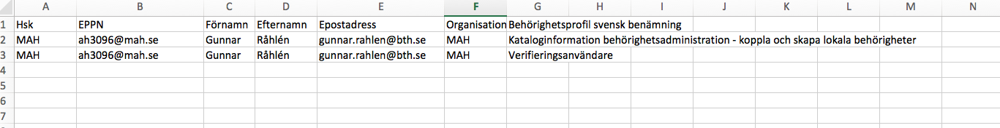 A B C D E F G H I J K L M N
1 Hsk EPPN Förnamn Efternamn Epostadress Organisation Behörighetsprofil svensk benämning
2 MAH ah3096@mah.se Gunnar Råhlén gunnar.rahlen@bth.se MAH Kataloginformation behörighetsadministration - koppla och skapa lokala behörigheter
3 MAH ah3096@mah.se Gunnar Råhlén gunnar.rahlen@bth.se MAH Verifieringsanvändare
4
5
6
7